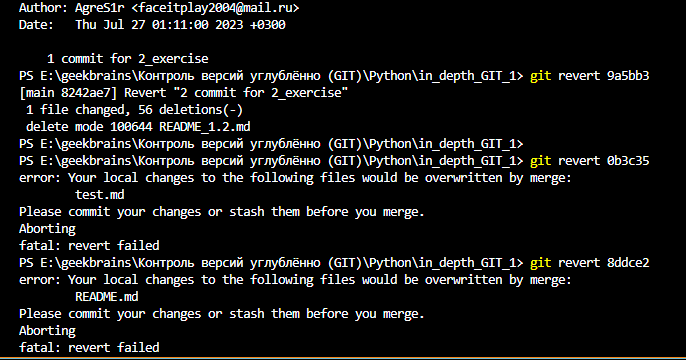 Author: AgreS1r <faceitplay2004@mail.ru>
Date:   Thu Jul 27 01:11:00 2023 +0300

    1 commit for 2_exercise
PS E:\geekbrains\Контроль версий углублённо (GIT)\Python\in_depth_GIT_1> git revert 9a5bb3
[main 8242ae7] Revert "2 commit for 2_exercise"
 1 file changed, 56 deletions(-)
 delete mode 100644 README_1.2.md
PS E:\geekbrains\Контроль версий углублённо (GIT)\Python\in_depth_GIT_1>
PS E:\geekbrains\Контроль версий углублённо (GIT)\Python\in_depth_GIT_1> git revert 0b3c35
error: Your local changes to the following files would be overwritten by merge:
        test.md
Please commit your changes or stash them before you merge.
Aborting
fatal: revert failed
PS E:\geekbrains\Контроль версий углублённо (GIT)\Python\in_depth_GIT_1> git revert 8ddce2
error: Your local changes to the following files would be overwritten by merge:
        README.md
Please commit your changes or stash them before you merge.
Aborting
fatal: revert failed